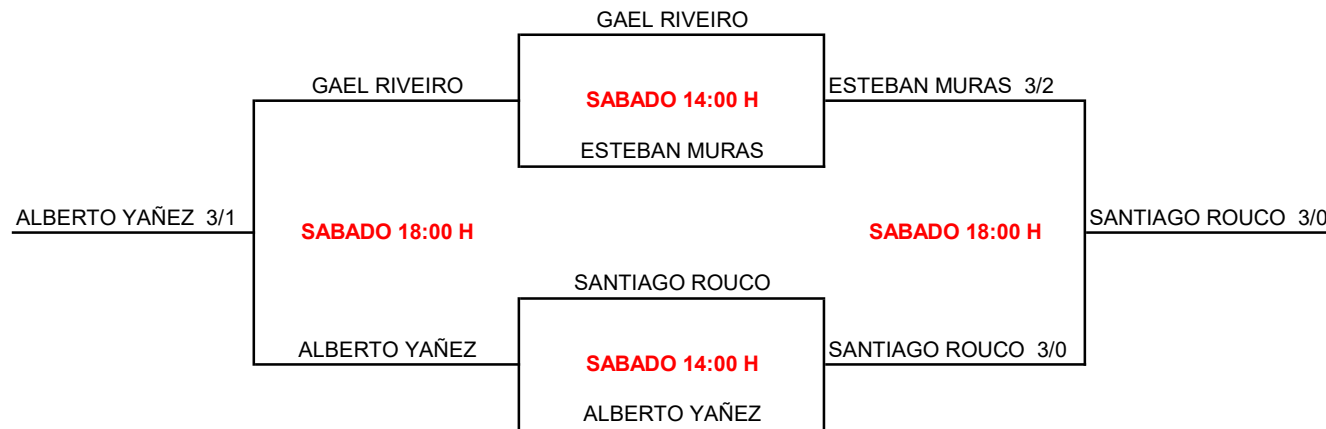 GAEL RIVEIRO
GAEL RIVEIRO
ESTEBAN MURAS 3/2
SABADO 14:00 H
ESTEBAN MURAS
ALBERTO YAÑEZ 3/1
SABADO 18:00 H
SABADO 18:00 H
SANTIAGO ROUCO 3/0
SANTIAGO ROUCO
ALBERTO YAÑEZ
SABADO 14:00 H
SANTIAGO ROUCO 3/0
ALBERTO YAÑEZ